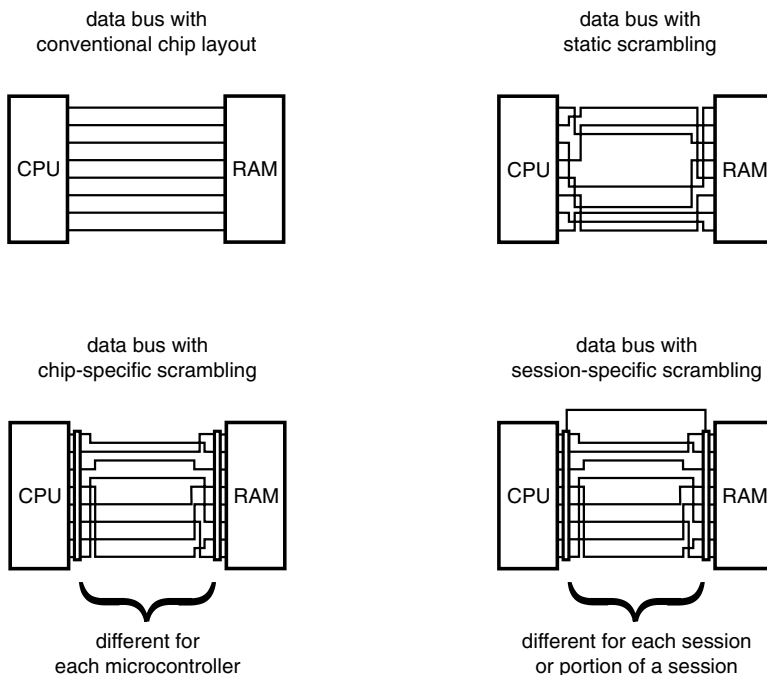 data bus with
conventional chip layout
CPU
RAM
data bus with
static scrambling
CPU
RAM
data bus with
chip-specific scrambling
CPU
RAM
different for
each microcontroller
data bus with
session-specific scrambling
CPU
RAM
different for each session
or portion of a session